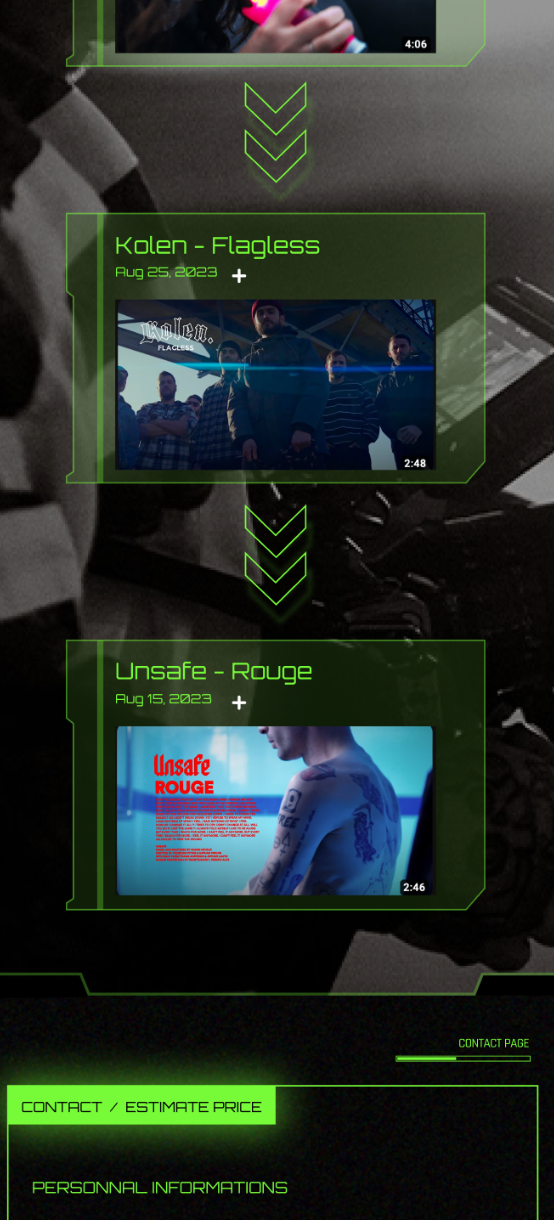 4:06
Kolen - Flagless
Aug 25, 2023 +
Kolen.
FLAGLESS
2:48
Unsafe - Rouge
Aug 15, 2023 +
Unsafe
ROUGE
2:46
CONTACT PAGE
CONTACT / ESTIMATE PRICE
PERSONNAL INFORMATIONS